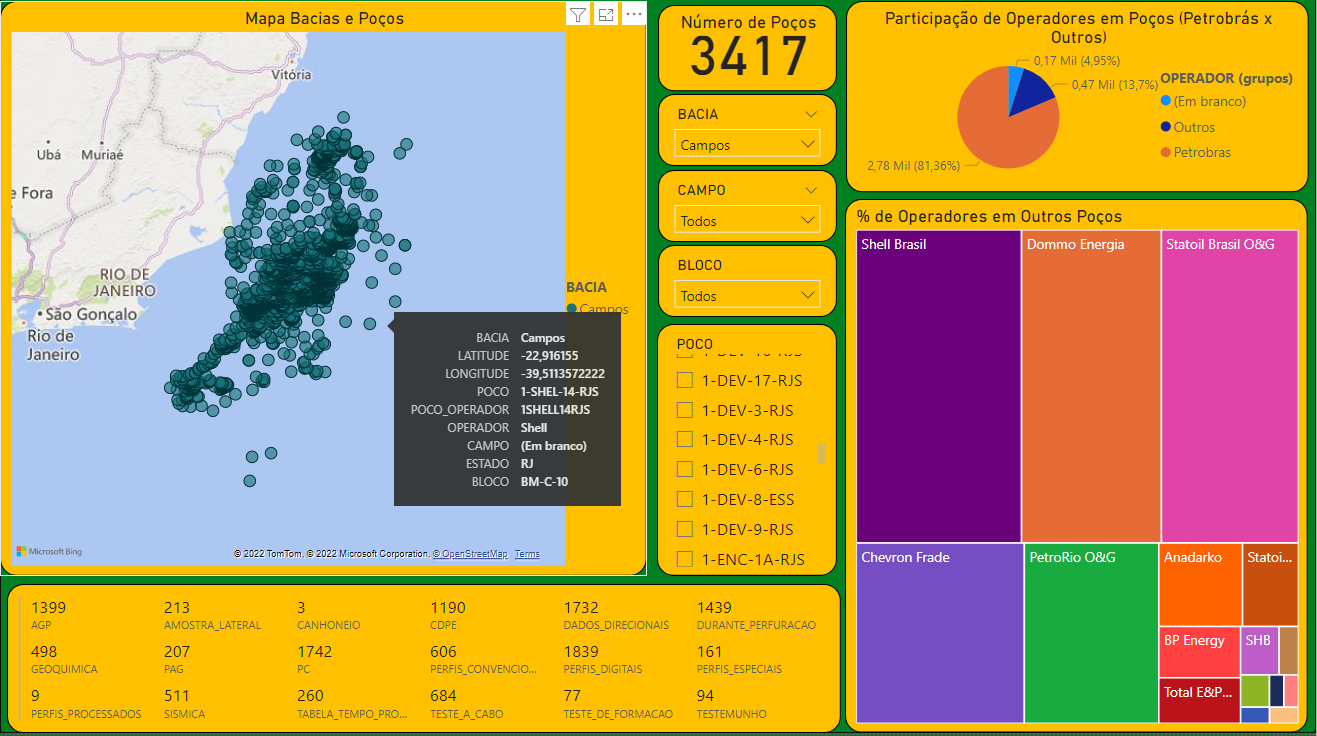 Mapa Bacias e Poços
Vitória
Ubá
Muriaé
e Fora
RIO DE
JANEIRO
São Gonçalo
Rio de
Janeiro
BACIA
Campos
BACIA Campos
LATITUDE -22,916155
LONGITUDE -39,5113572222
POCO 1-SHEL-14-RJS
POCO_OPERADOR 1SHELL14RJS
OPERADOR Shell
CAMPO (Em branco)
ESTADO RJ
BLOCO BM-C-10
Microsoft Bing
© 2022 TomTom, © 2022 Microsoft Corporation, © OpenStreetMap Terms
Número de Poços
3417
BACIA
Campos
CAMPO
Todos
BLOCO
Todos
POCO
1-DEV-17-RJS
1-DEV-3-RJS
1-DEV-4-RJS
1-DEV-6-RJS
1-DEV-8-ESS
1-DEV-9-RJS
1-ENC-1A-RJS
Participação de Operadores em Poços (Petrobrás x
Outros)
0,17 Mil (4,95%)
0,47 Mil (13,7%)
2,78 Mil (81,36%)
OPERADOR (grupos)
(Em branco)
Outros
Petrobras
% de Operadores em Outros Poços
Shell Brasil
Dommo Energia
Statoil Brasil O&G
Chevron Frade
PetroRio O&G
Anadarko
Statoi...
BP Energy
SHB
Total E&P...
1399 213 3 1190 1732 1439
AGP AMOSTRA_LATERAL CANHONEIO CDPE DADOS_DIRECIONAIS DURANTE_PERFURACAO
498 207 1742 606 1839 161
GEOQUIMICA PAG PC PERFIS_CONVENCIO... PERFIS_DIGITAIS PERFIS_ESPECIAIS
9 511 260 684 77 94
PERFIS_PROCESSADOS SISMICA TABELA_TEMPO_PRO... TESTE_A_CABO TESTE_DE_FORMACAO TESTEMUNHO